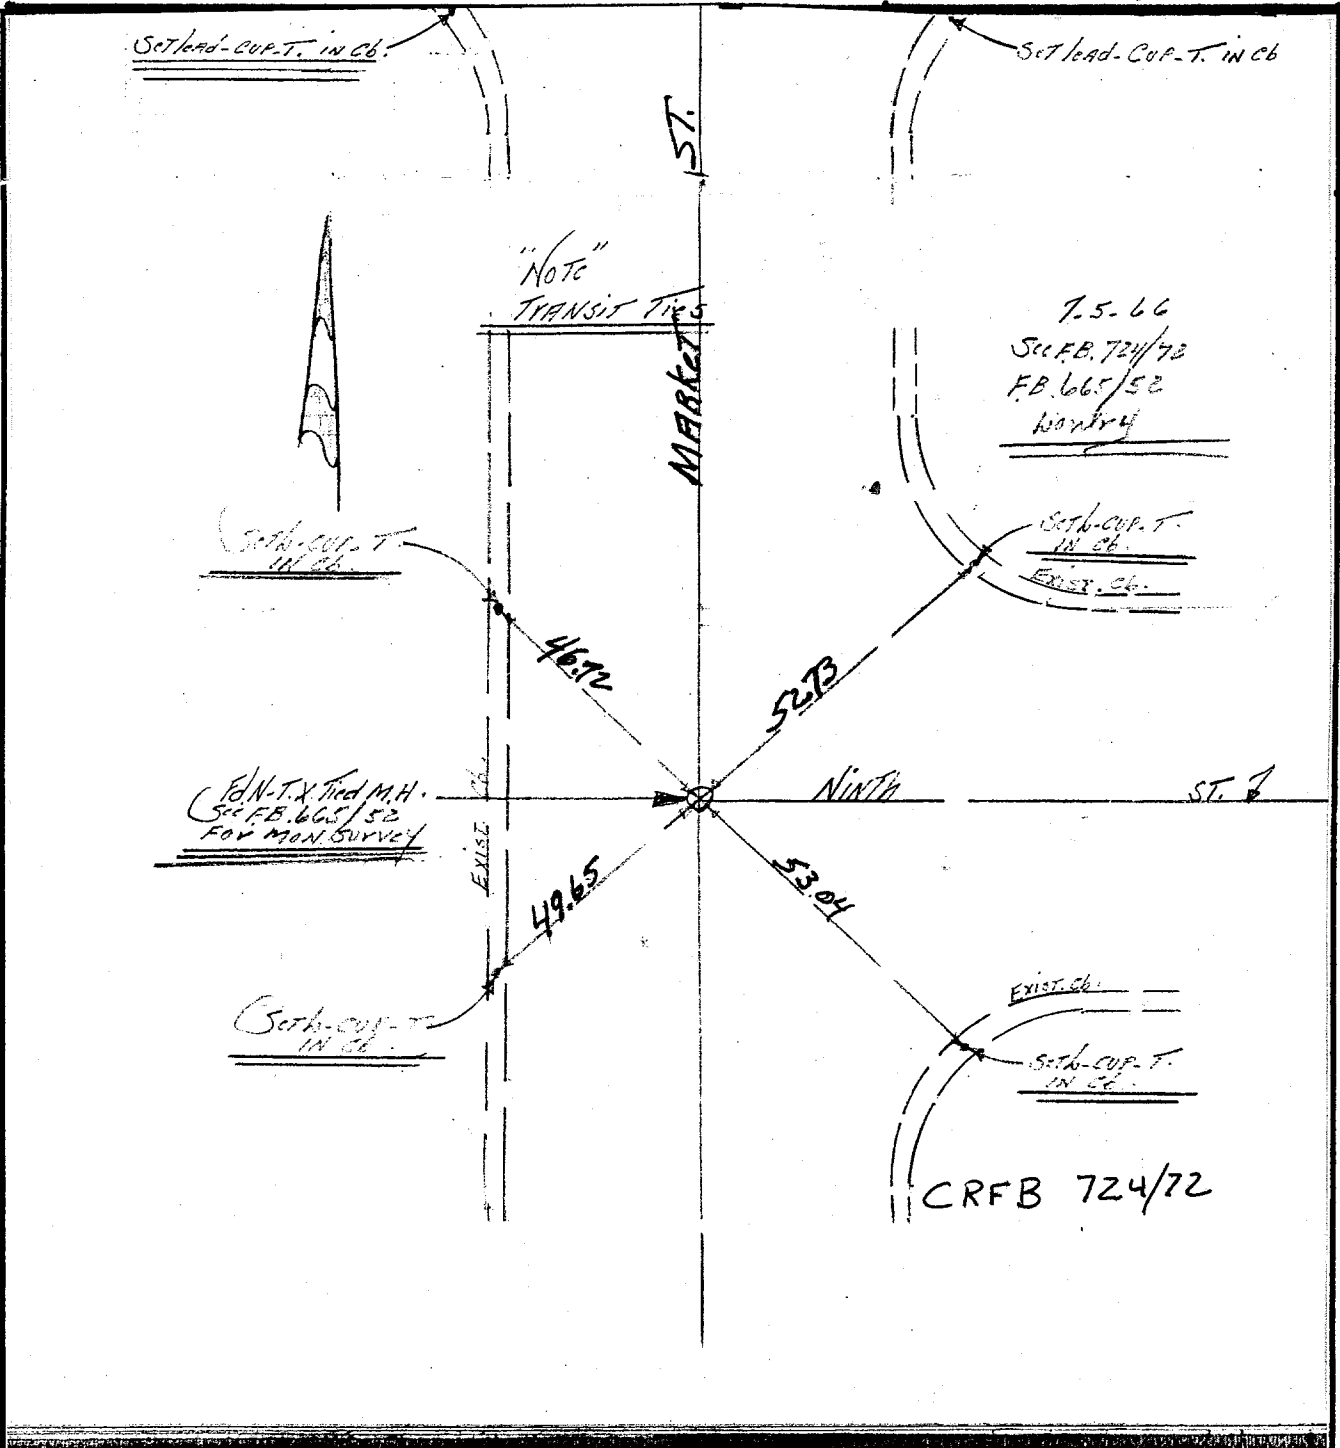 Set lead-cup-T. in Cb.
Set lead-Cup-T. in Cb
ST.
"Note"
TRANSIT Ties
MARKET
7-5-66
See F.B. 724/72
F.B. 665/52
Set L-cup-T.
IN Cb.
Set L-cup-T.
IN Cb.
Exist. Cb.
46.72
52.73
Fd N-T. X Tied M.H.
See F.B. 665/52
For Mon. Survey
Exist. Cb.
Ninth
ST.
49.65
53.04
Set L-cup-T.
IN Cb.
Exist. Cb.
Set L-cup-T.
IN Cb.
CRFB 724/72